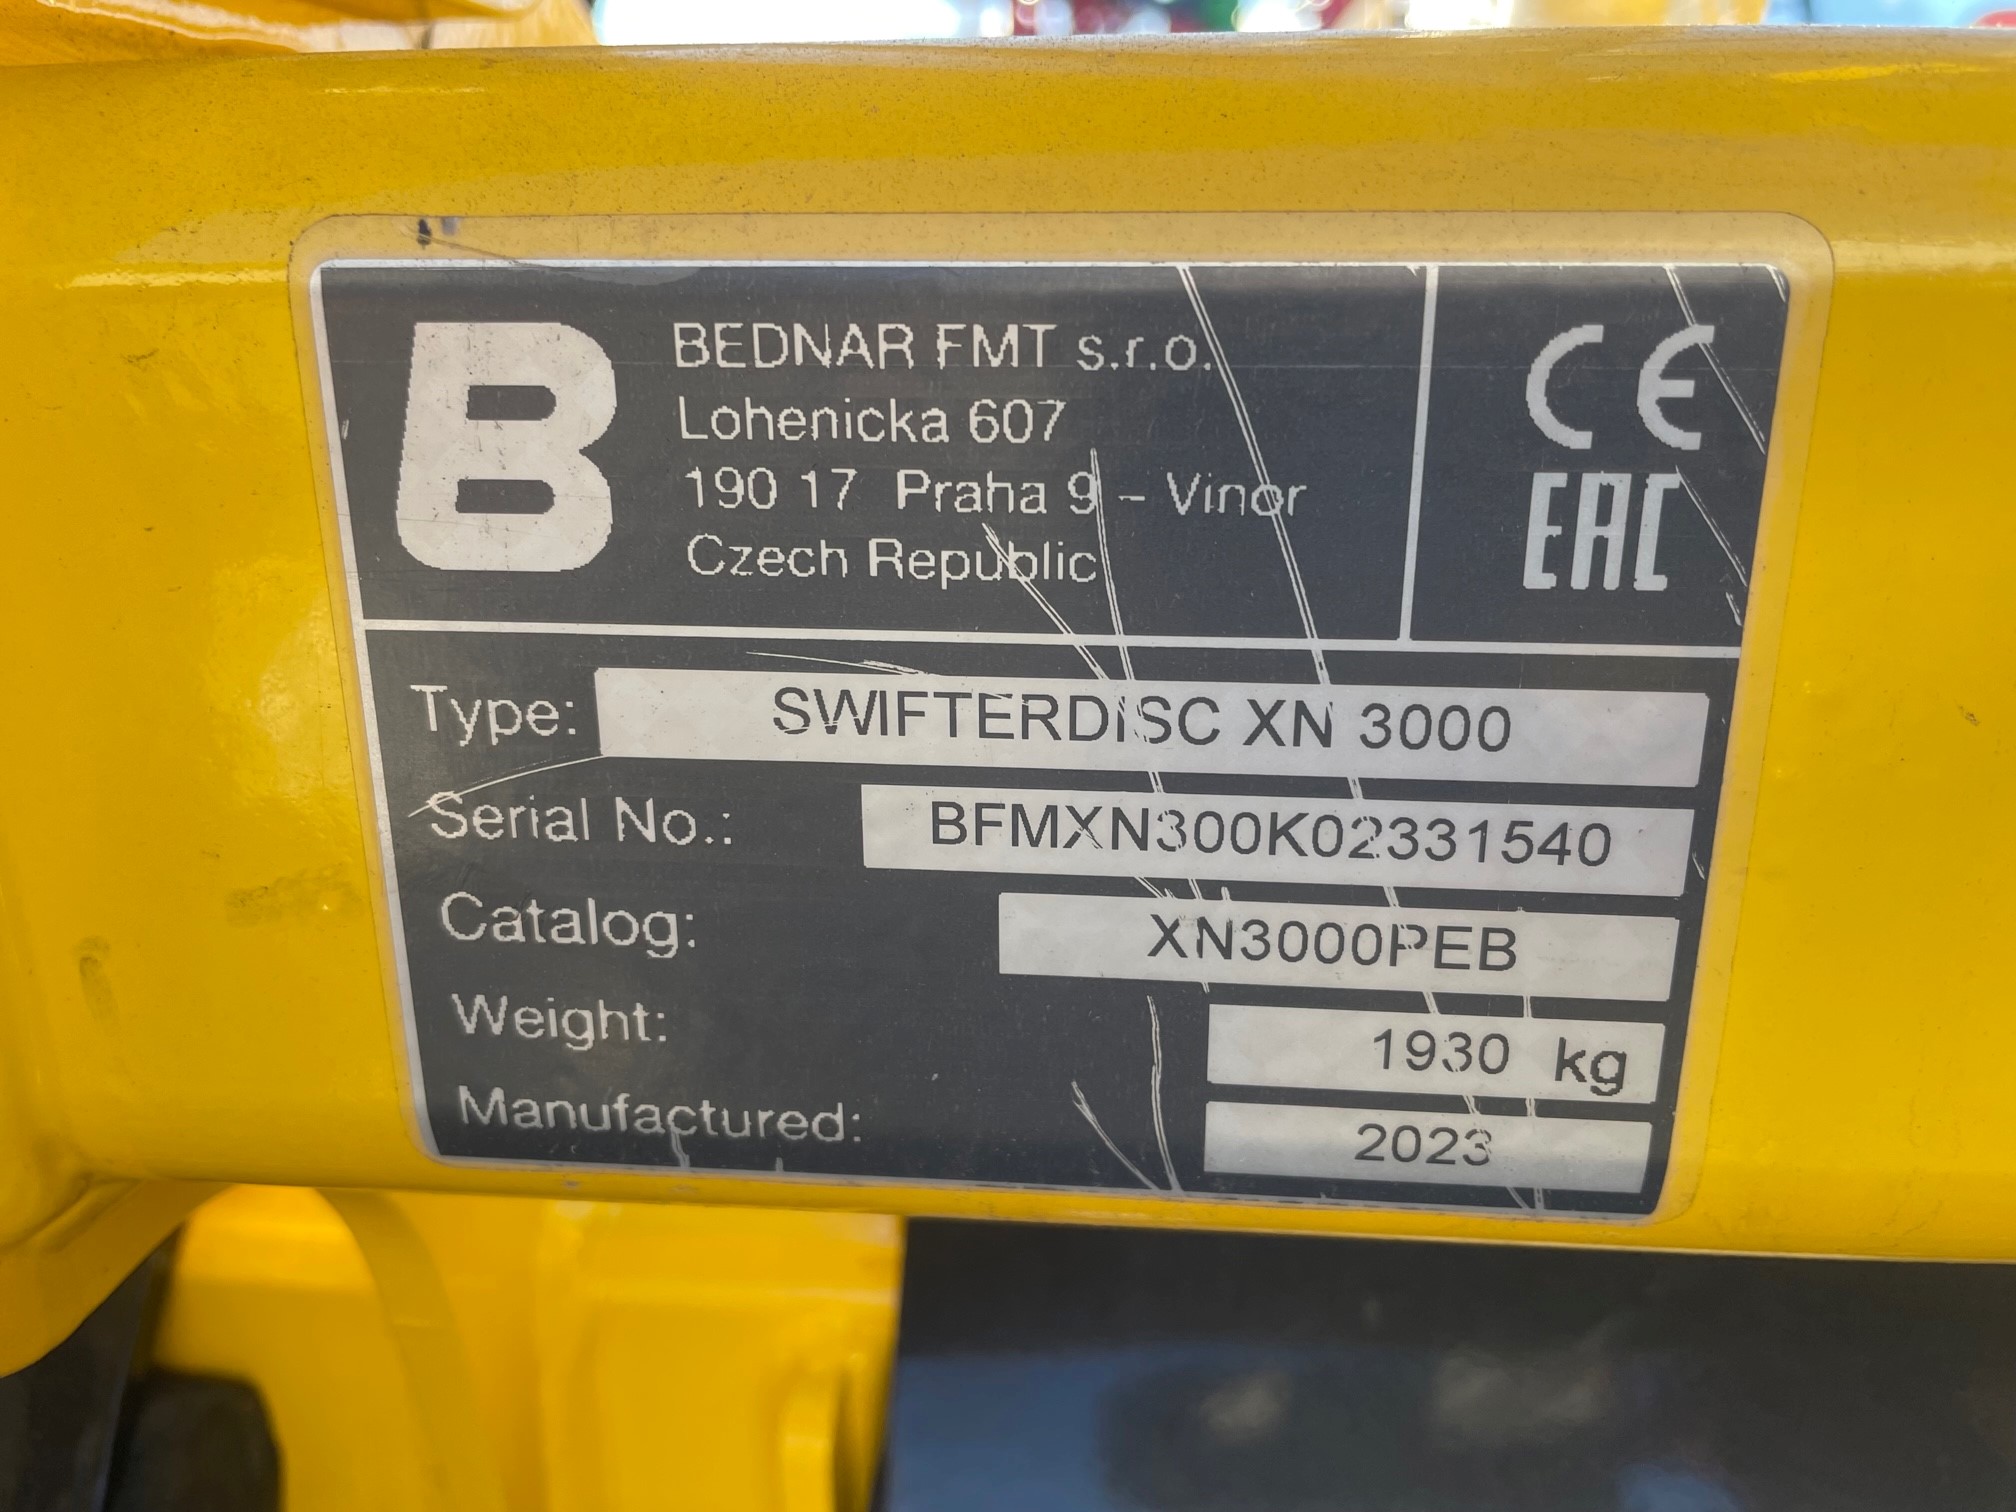 B
BEDNAR FMT s.r.o.
Lohenicka 607
190 17 Praha 9 – Vinor
Czech Republic
CE
EAC
Type: SWIFTERDISC XN 3000
Serial No.: BFMXN300K02331540
Catalog: XN3000PEB
Weight: 1930 kg
Manufactured: 2023